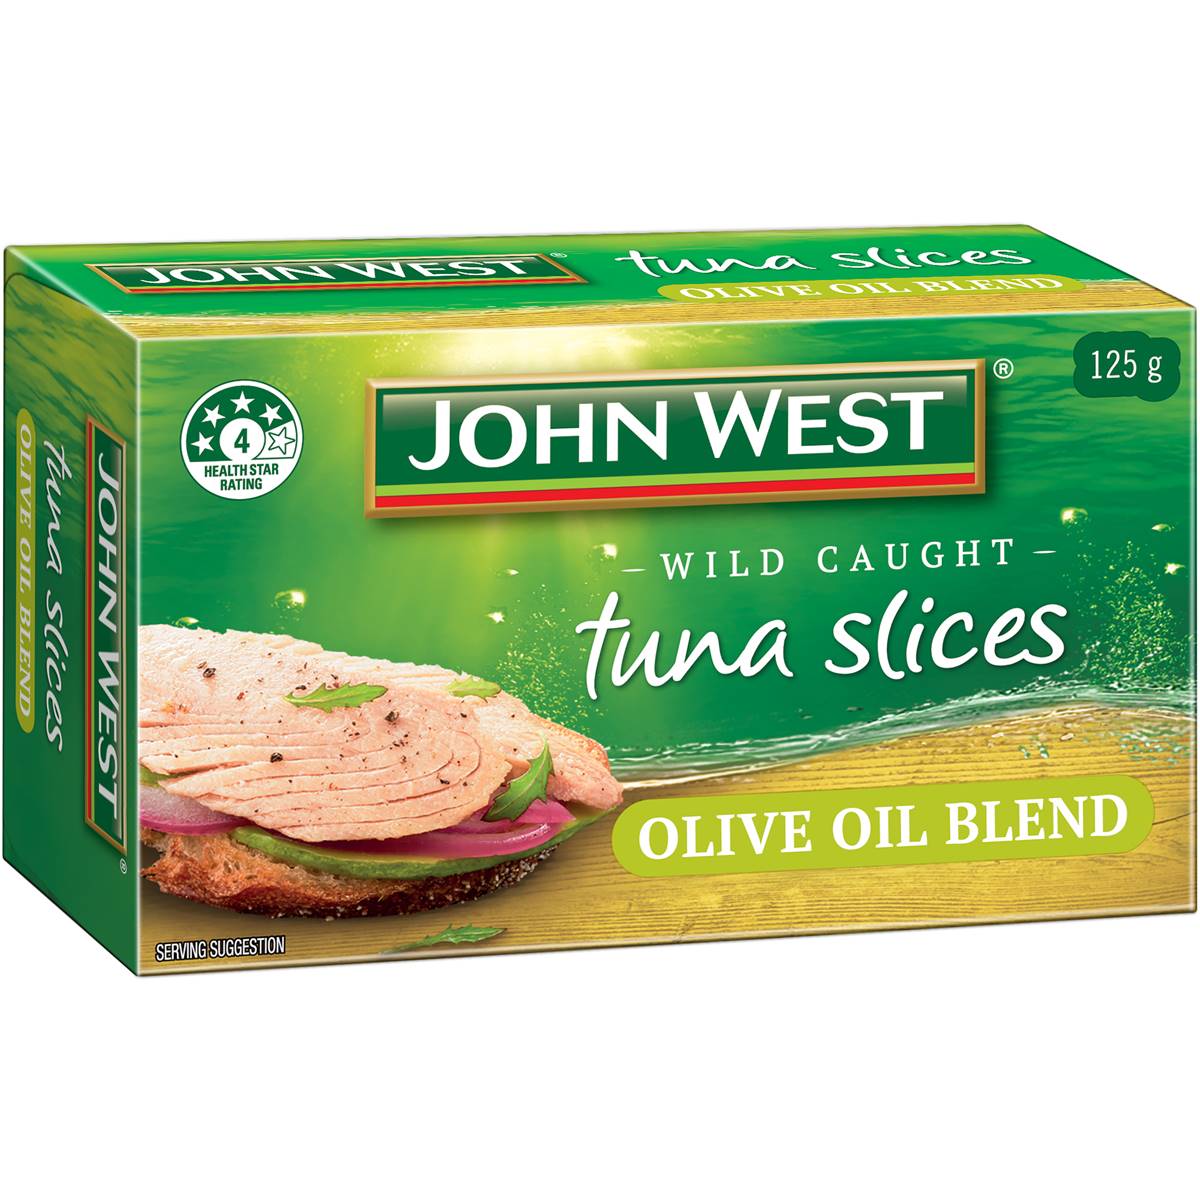 JOHN WEST®
tuna slices
OLIVE OIL BLEND
125 g
4
HEALTH STAR
RATING
JOHN WEST®
– WILD CAUGHT –
tuna slices
OLIVE OIL BLEND
SERVING SUGGESTION
JOHN WEST®
tuna slices
OLIVE OIL BLEND